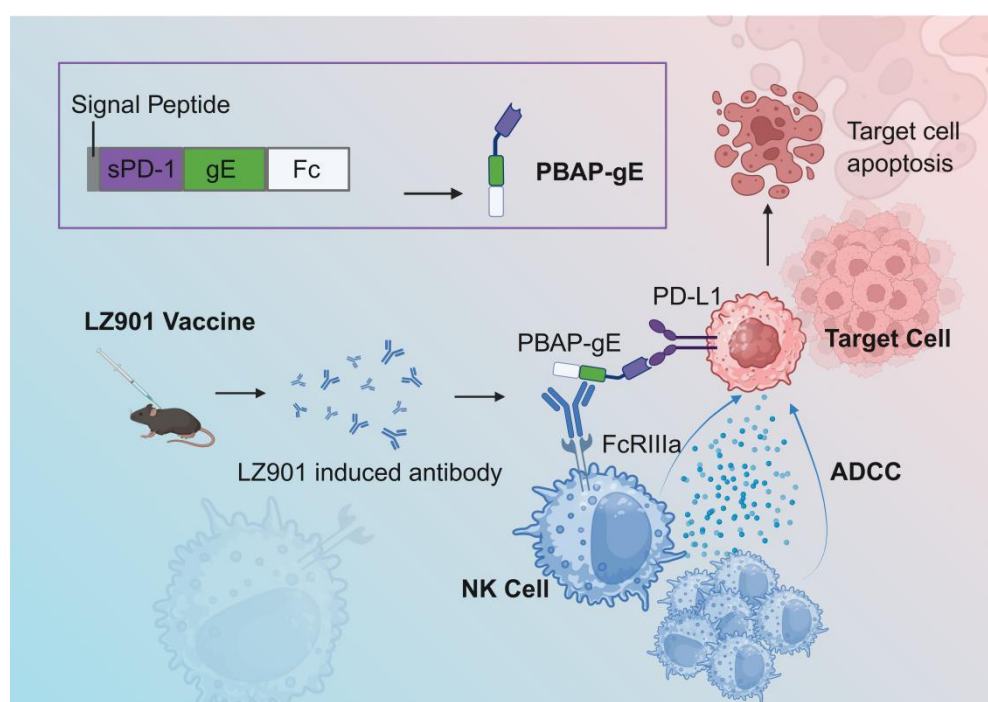 Signal Peptide
sPD-1 gE Fc
PBAP-gE
Target cell
apoptosis
LZ901 Vaccine
LZ901 induced antibody
PD-L1
PBAP-gE
Target Cell
FcRIIIa
ADCC
NK Cell